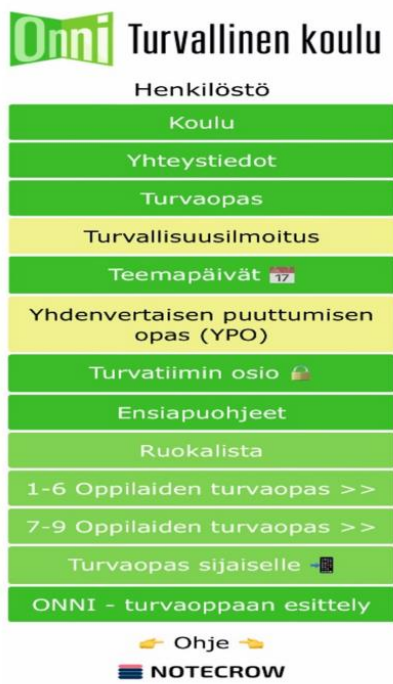 Onni Turvallinen koulu
Henkilöstö
Koulu
Yhteystiedot
Turvaopas
Turvallisuusilmoitus
Teemapäivät 📅
Yhdenvertaisen puuttumisen
opas (YPO)
Turvatiimin osio 🔒
Ensiapuohjeet
Ruokalista
1-6 Oppilaiden turvaopas >>
7-9 Oppilaiden turvaopas >>
Turvaopas sijaiselle 📲
ONNI - turvaoppaan esittely
👉 Ohje 👈
NOTECROW